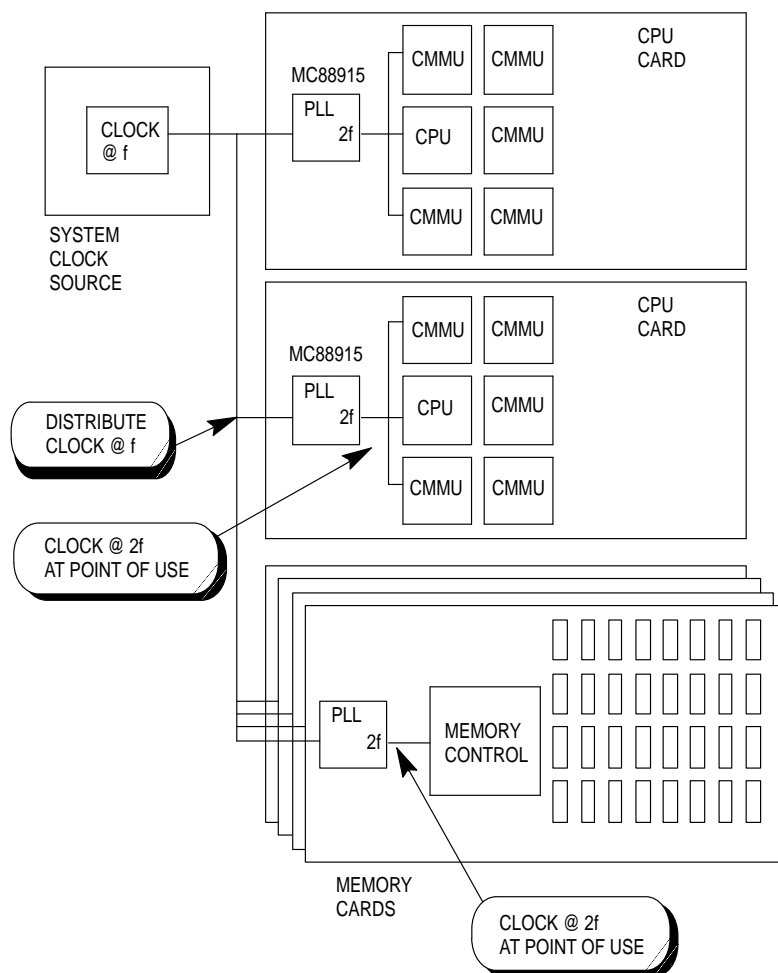 CPU
CARD
MC88915
PLL
2f
CMMU
CMMU
CPU
CMMU
CMMU
CMMU
CLOCK
@ f
SYSTEM
CLOCK
SOURCE
CPU
CARD
MC88915
PLL
2f
CMMU
CMMU
CPU
CMMU
CMMU
CMMU
DISTRIBUTE
CLOCK @ f
CLOCK @ 2f
AT POINT OF USE
PLL
2f
MEMORY
CONTROL
MEMORY
CARDS
CLOCK @ 2f
AT POINT OF USE